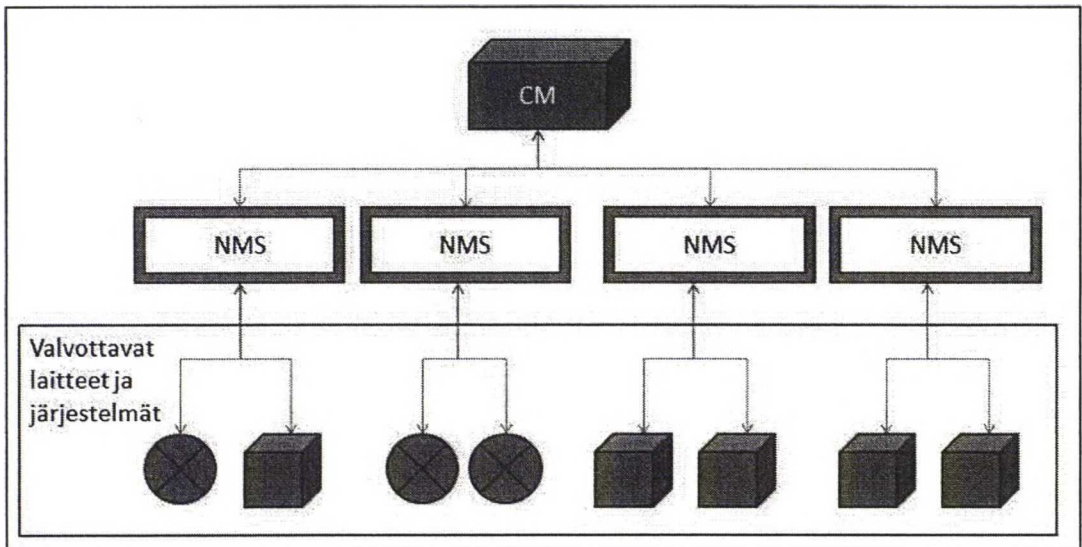 CM
NMS
NMS
NMS
NMS
Valvottavat
laitteet ja
järjestelmät